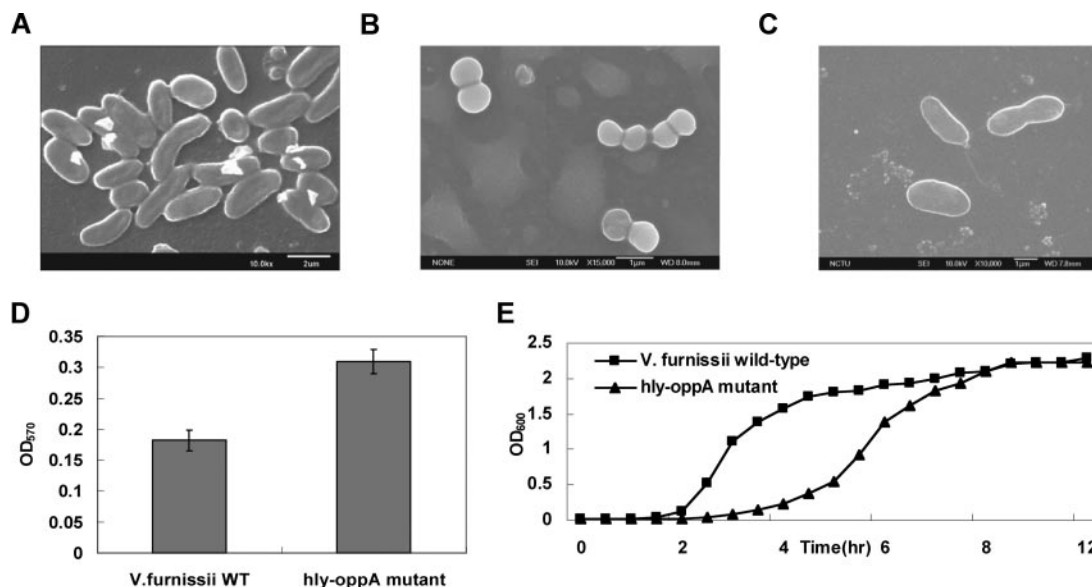 A
B
C
10.0kx 2um
NONE SEI 10.0kV X15,000 1µm WD 8.0mm
NCTU SEI 10.0kV X10,000 1µm WD 7.8mm
D
0.35
0.3
0.25
0.2
0.15
0.1
0.05
0
OD570
V.furnissii WT
hly-oppA mutant
E
V. furnissii wild-type
hly-oppA mutant
2.5
2
1.5
1
0.5
0
OD600
0 2 4 Time(hr) 6 8 12